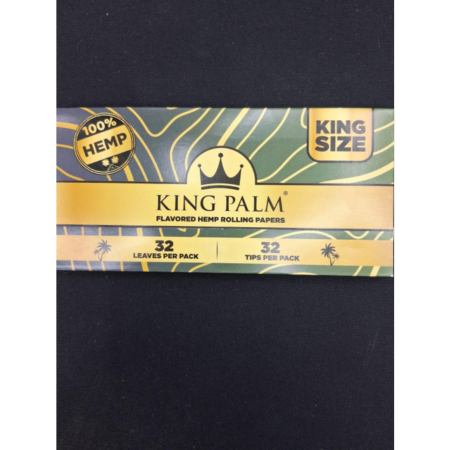 100%
HEMP
KING
SIZE
KING PALM®
FLAVORED HEMP ROLLING PAPERS
32
LEAVES PER PACK
32
TIPS PER PACK